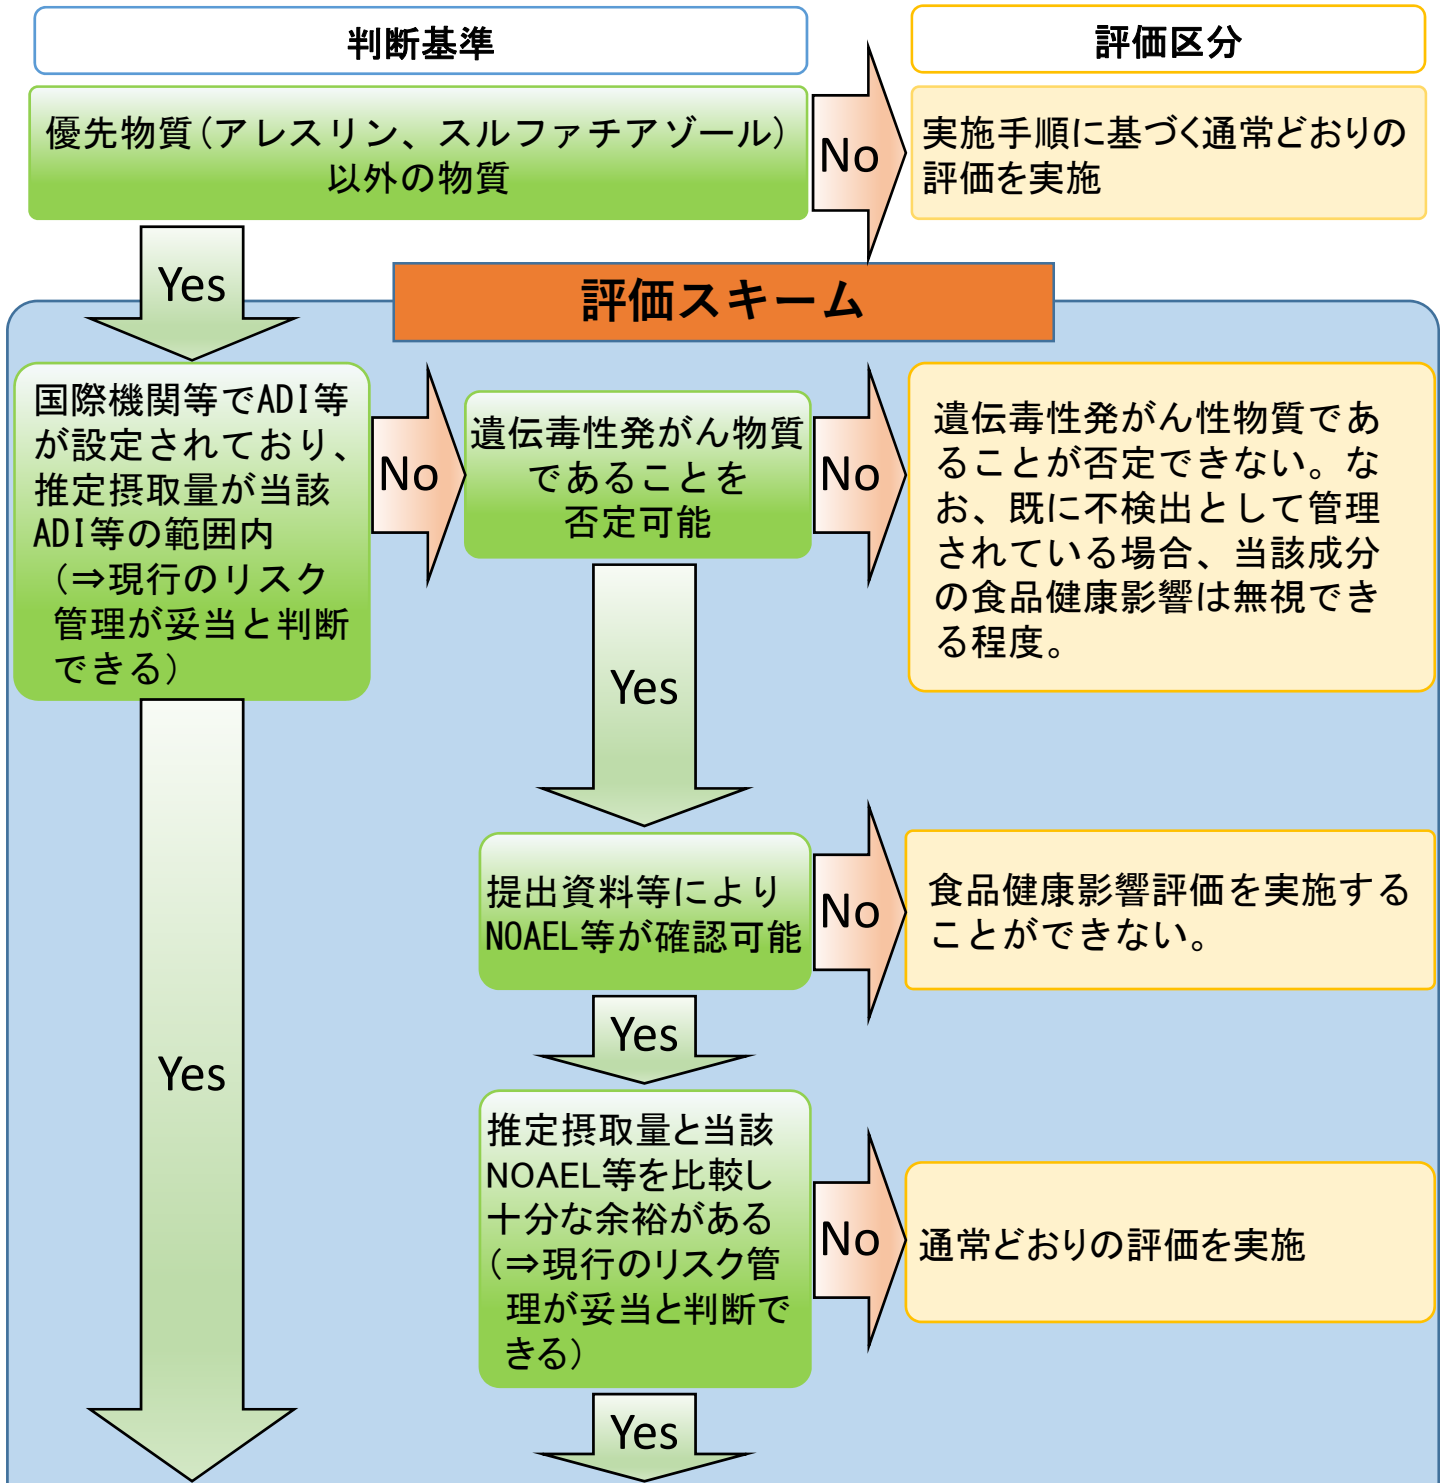 判断基準
評価区分
優先物質(アレスリン、スルファチアゾール)
以外の物質
No
実施手順に基づく通常どおりの
評価を実施
Yes
評価スキーム
国際機関等でADI等
が設定されており、
推定摂取量が当該
ADI等の範囲内
(⇒現行のリスク
管理が妥当と判断
できる)
No
遺伝毒性発がん物質
であることを
否定可能
No
遺伝毒性発がん性物質であ
ることが否定できない。な
お、既に不検出として管理
されている場合、当該成分
の食品健康影響は無視でき
る程度。
Yes
提出資料等により
NOAEL等が確認可能
No
食品健康影響評価を実施する
ことができない。
Yes
Yes
推定摂取量と当該
NOAEL等を比較し
十分な余裕がある
(⇒現行のリスク管
理が妥当と判断で
きる)
No
通常どおりの評価を実施
Yes